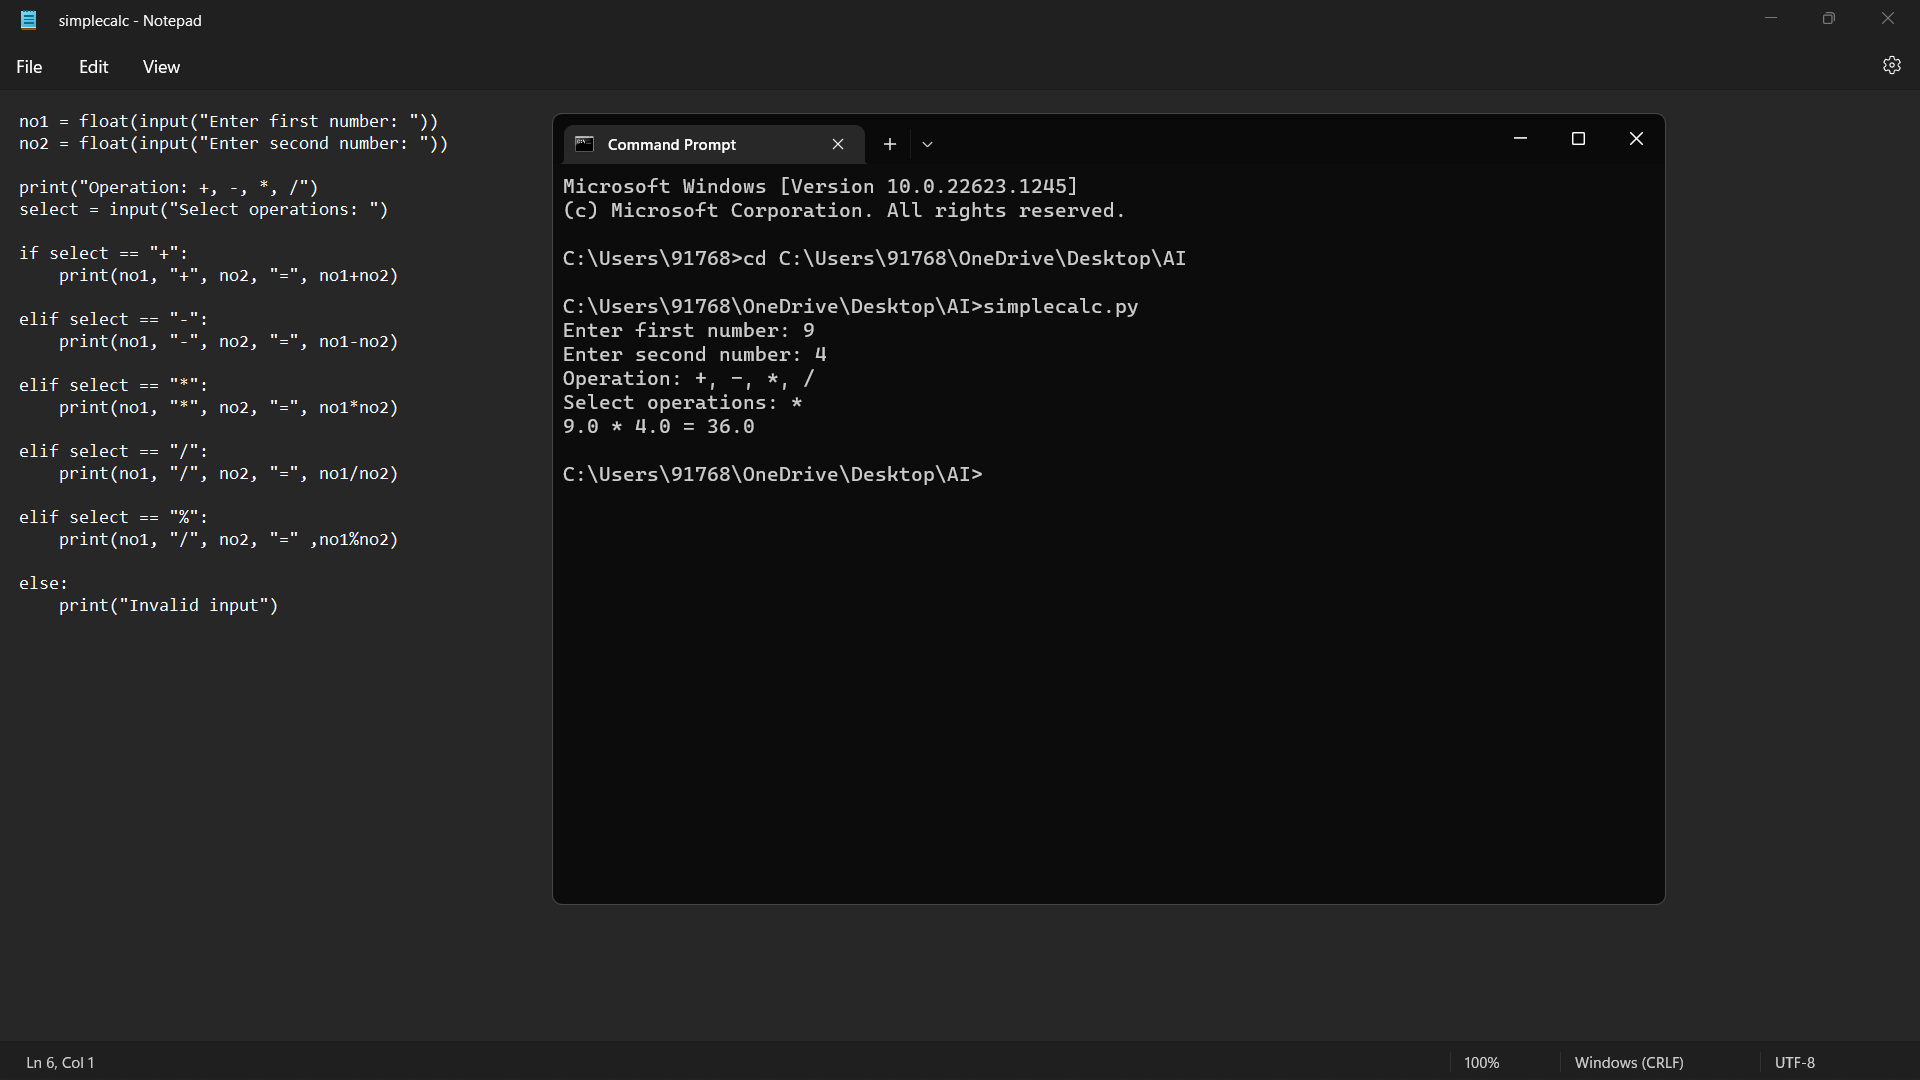 simplecalc - Notepad
File Edit View
no1 = float(input("Enter first number: "))
no2 = float(input("Enter second number: "))
print("Operation: +, -, *, /")
select = input("Select operations: ")
if select == "+":
    print(no1, "+", no2, "=", no1+no2)
elif select == "-":
    print(no1, "-", no2, "=", no1-no2)
elif select == "*":
    print(no1, "*", no2, "=", no1*no2)
elif select == "/":
    print(no1, "/", no2, "=", no1/no2)
elif select == "%":
    print(no1, "/", no2, "=" ,no1%no2)
else:
    print("Invalid input")
Command Prompt
Microsoft Windows [Version 10.0.22623.1245]
(c) Microsoft Corporation. All rights reserved.
C:\Users\91768>cd C:\Users\91768\OneDrive\Desktop\AI
C:\Users\91768\OneDrive\Desktop\AI>simplecalc.py
Enter first number: 9
Enter second number: 4
Operation: +, -, *, /
Select operations: *
9.0 * 4.0 = 36.0
C:\Users\91768\OneDrive\Desktop\AI>
Ln 6, Col 1 100% Windows (CRLF) UTF-8